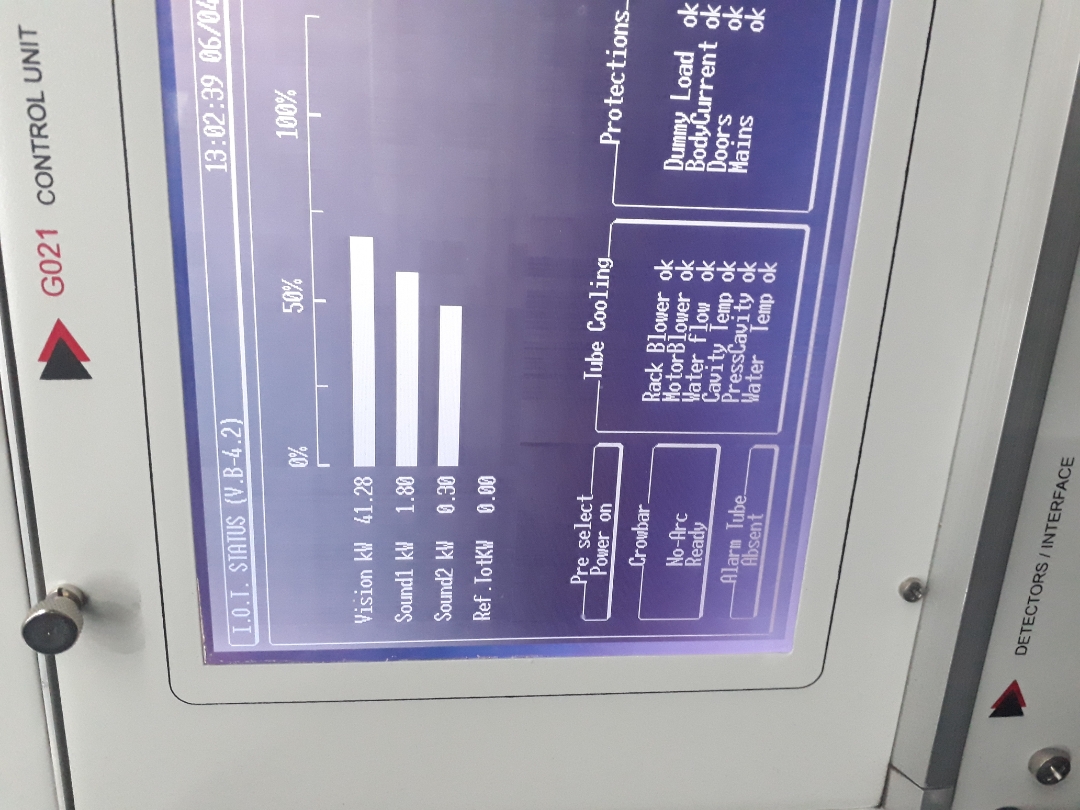 G021 CONTROL UNIT
I.O.T. STATUS (V.B-4.2) 13:02:39 06/04
0% 50% 100%
Vision kW 41.28
Sound1 kW 1.80
Sound2 kW 0.30
Ref.TotKW 0.00
Pre select
Power on
Crowbar
No-Arc
Ready
Alarm Tube
Absent
Tube Cooling
Rack Blower ok
MotorBlower ok
Water flow ok
Cavity Temp ok
PressCavity ok
Water Temp ok
Protections
Dummy Load ok
BodyCurrent ok
Doors ok
Mains ok
DETECTORS / INTERFACE